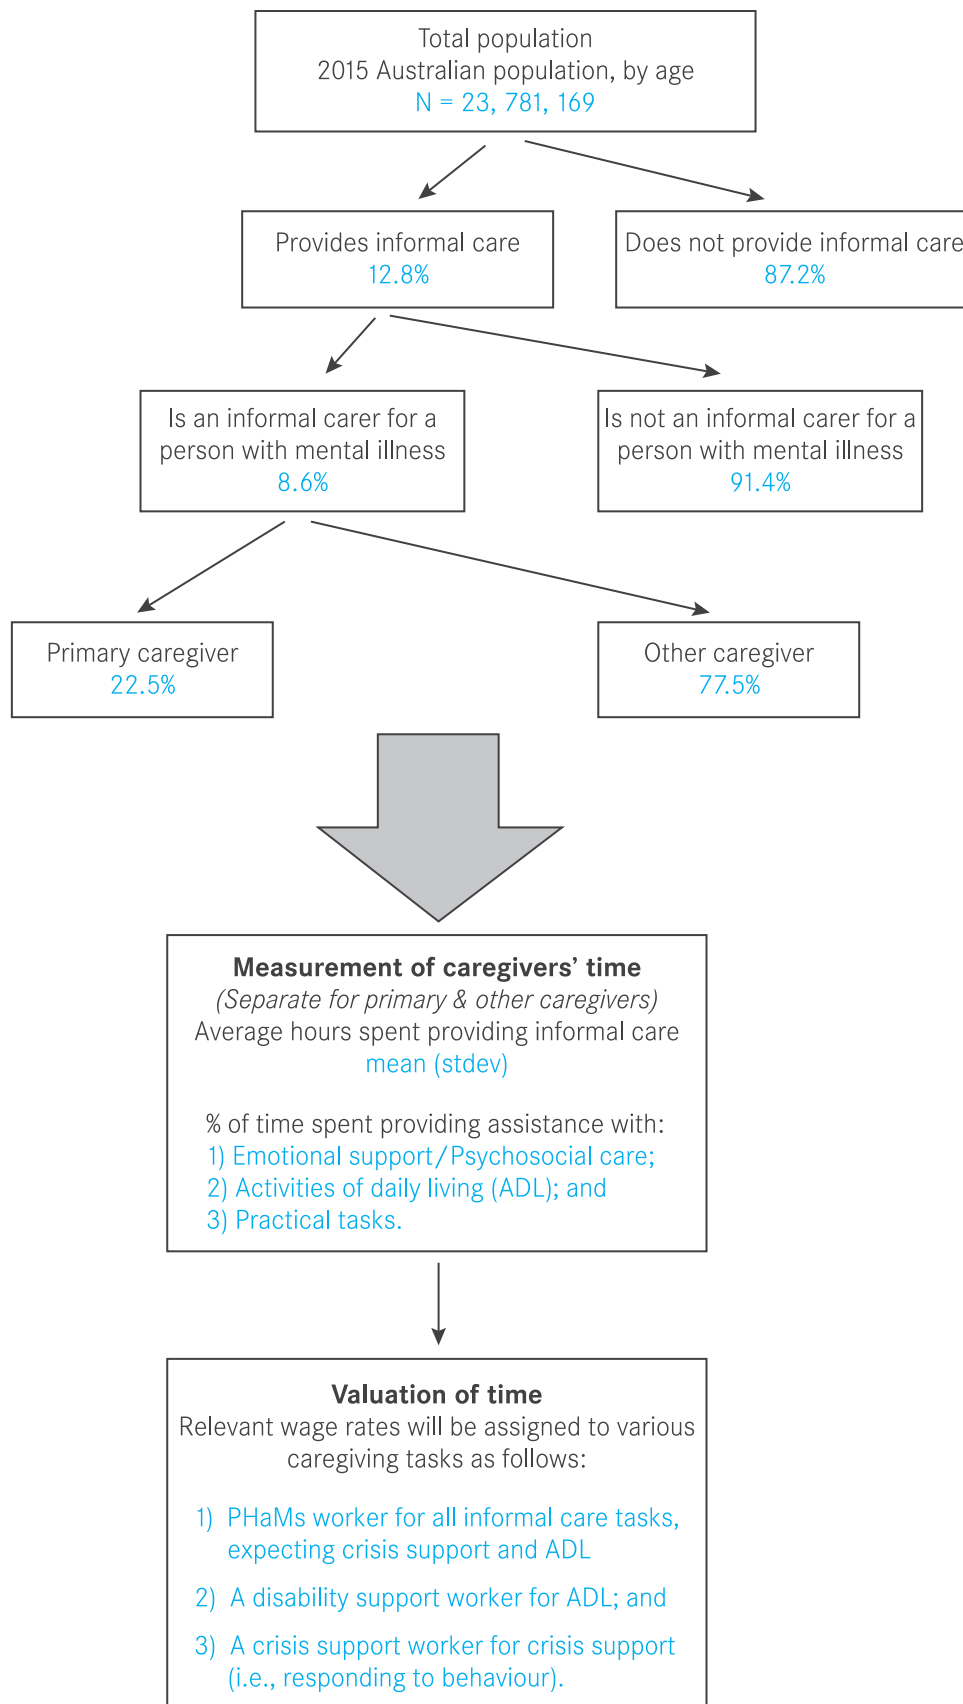 Total population
2015 Australian population, by age
N = 23, 781, 169
Provides informal care
12.8%
Does not provide informal care
87.2%
Is an informal carer for a
person with mental illness
8.6%
Is not an informal carer for a
person with mental illness
91.4%
Primary caregiver
22.5%
Other caregiver
77.5%
Measurement of caregivers’ time
(Separate for primary & other caregivers)
Average hours spent providing informal care
mean (stdev)
% of time spent providing assistance with:
1) Emotional support/Psychosocial care;
2) Activities of daily living (ADL); and
3) Practical tasks.
Valuation of time
Relevant wage rates will be assigned to various
caregiving tasks as follows:
1) PHaMs worker for all informal care tasks,
expecting crisis support and ADL
2) A disability support worker for ADL; and
3) A crisis support worker for crisis support
(i.e., responding to behaviour).